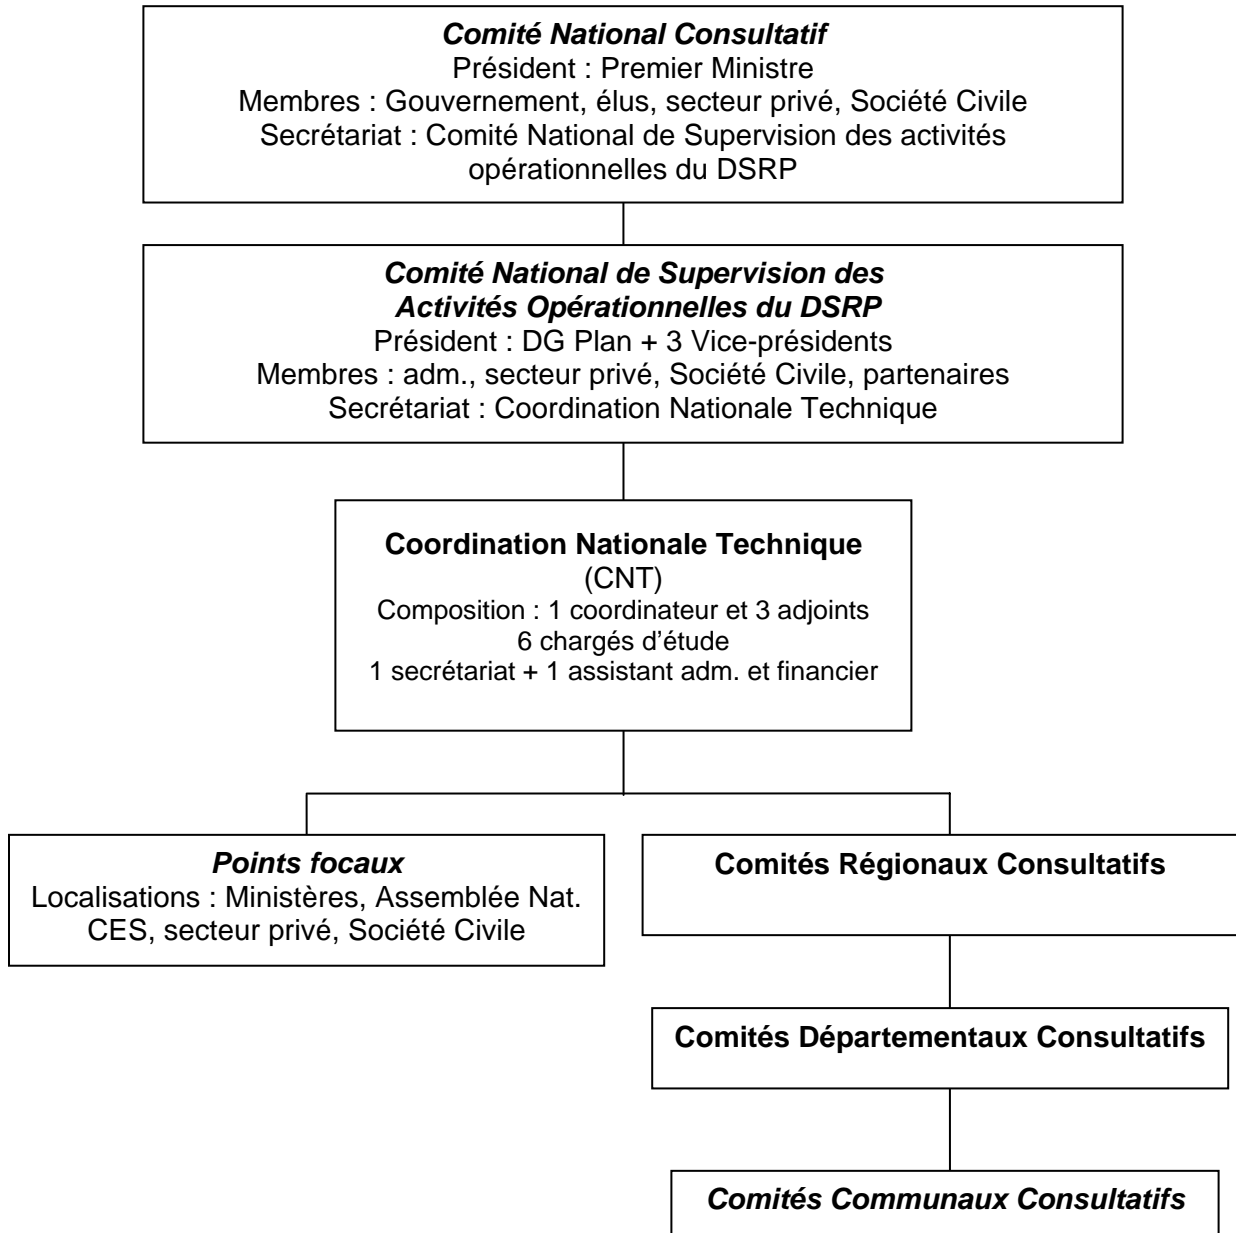 Comité National Consultatif
Président : Premier Ministre
Membres : Gouvernement, élus, secteur privé, Société Civile
Secrétariat : Comité National de Supervision des activités
opérationnelles du DSRP
Comité National de Supervision des
Activités Opérationnelles du DSRP
Président : DG Plan + 3 Vice-présidents
Membres : adm., secteur privé, Société Civile, partenaires
Secrétariat : Coordination Nationale Technique
Coordination Nationale Technique
(CNT)
Composition : 1 coordinateur et 3 adjoints
6 chargés d’étude
1 secrétariat + 1 assistant adm. et financier
Points focaux
Localisations : Ministères, Assemblée Nat.
CES, secteur privé, Société Civile
Comités Régionaux Consultatifs
Comités Départementaux Consultatifs
Comités Communaux Consultatifs